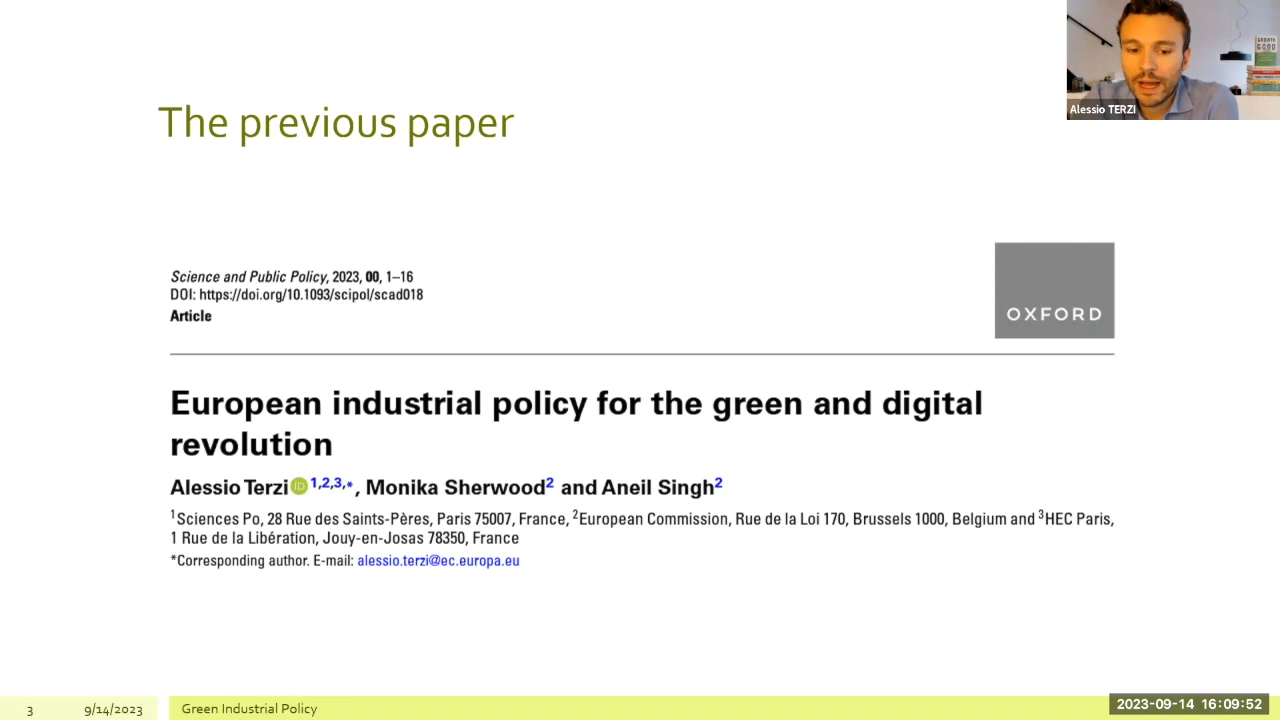 Alessio TERZI
GROWTH
GOOD
The previous paper
Science and Public Policy, 2023, 00, 1–16
DOI: https://doi.org/10.1093/scipol/scad018
Article
OXFORD
European industrial policy for the green and digital
revolution
Alessio Terzi iD 1,2,3,*, Monika Sherwood2 and Aneil Singh2
1Sciences Po, 28 Rue des Saints-Pères, Paris 75007, France, 2European Commission, Rue de la Loi 170, Brussels 1000, Belgium and 3HEC Paris,
1 Rue de la Libération, Jouy-en-Josas 78350, France
*Corresponding author. E-mail: alessio.terzi@ec.europa.eu
3 9/14/2023 Green Industrial Policy
2023-09-14 16:09:52